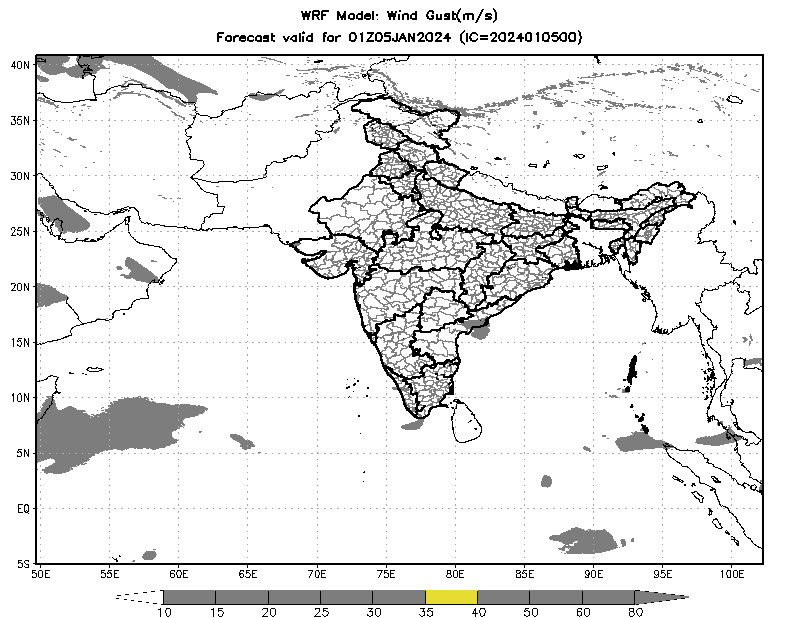 WRF Model: Wind Gust(m/s)
Forecast valid for 01Z05JAN2024 (IC=2024010500)
40N
35N
30N
25N
20N
15N
10N
5N
EQ
5S
50E 55E 60E 65E 70E 75E 80E 85E 90E 95E 100E
10 15 20 25 30 35 40 50 60 80